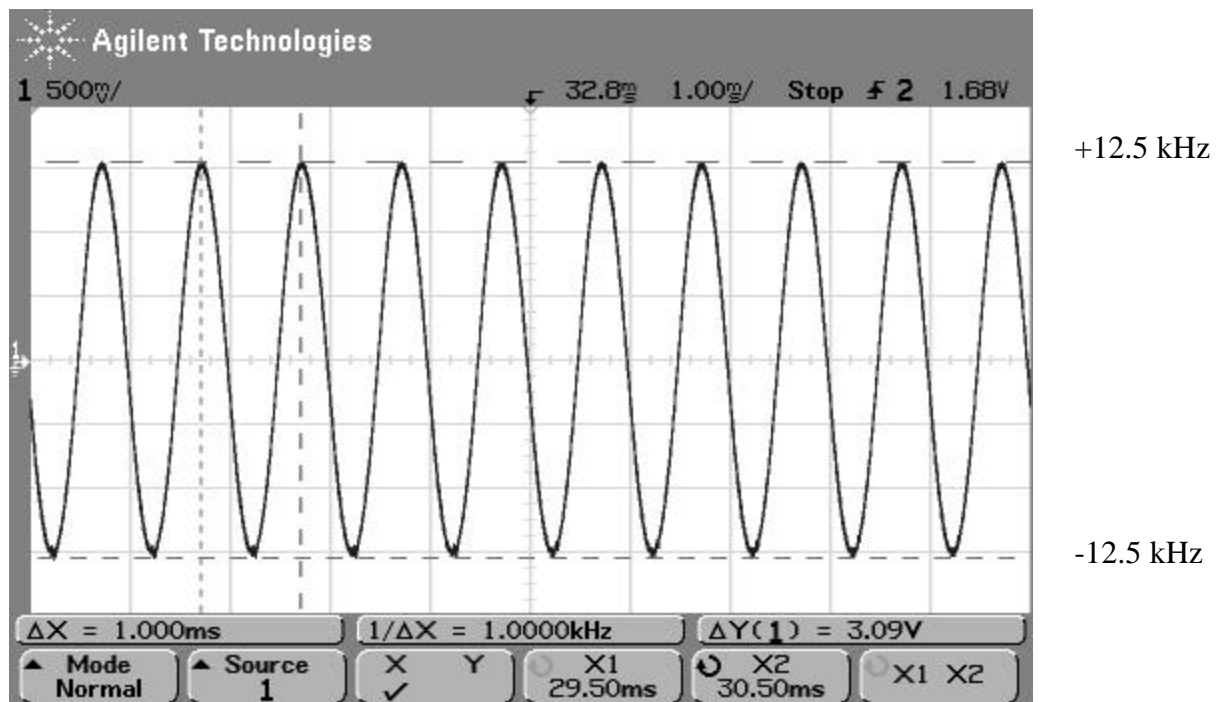 Agilent Technologies
1 500mV/ 32.8ms 1.00ms/ Stop 2 1.68V
+12.5 kHz
1
-12.5 kHz
ΔX = 1.000ms 1/ΔX = 1.0000kHz ΔY(1) = 3.09V
Mode Source X Y X1 X2 X1 X2
Normal 1 ✓ 29.50ms 30.50ms